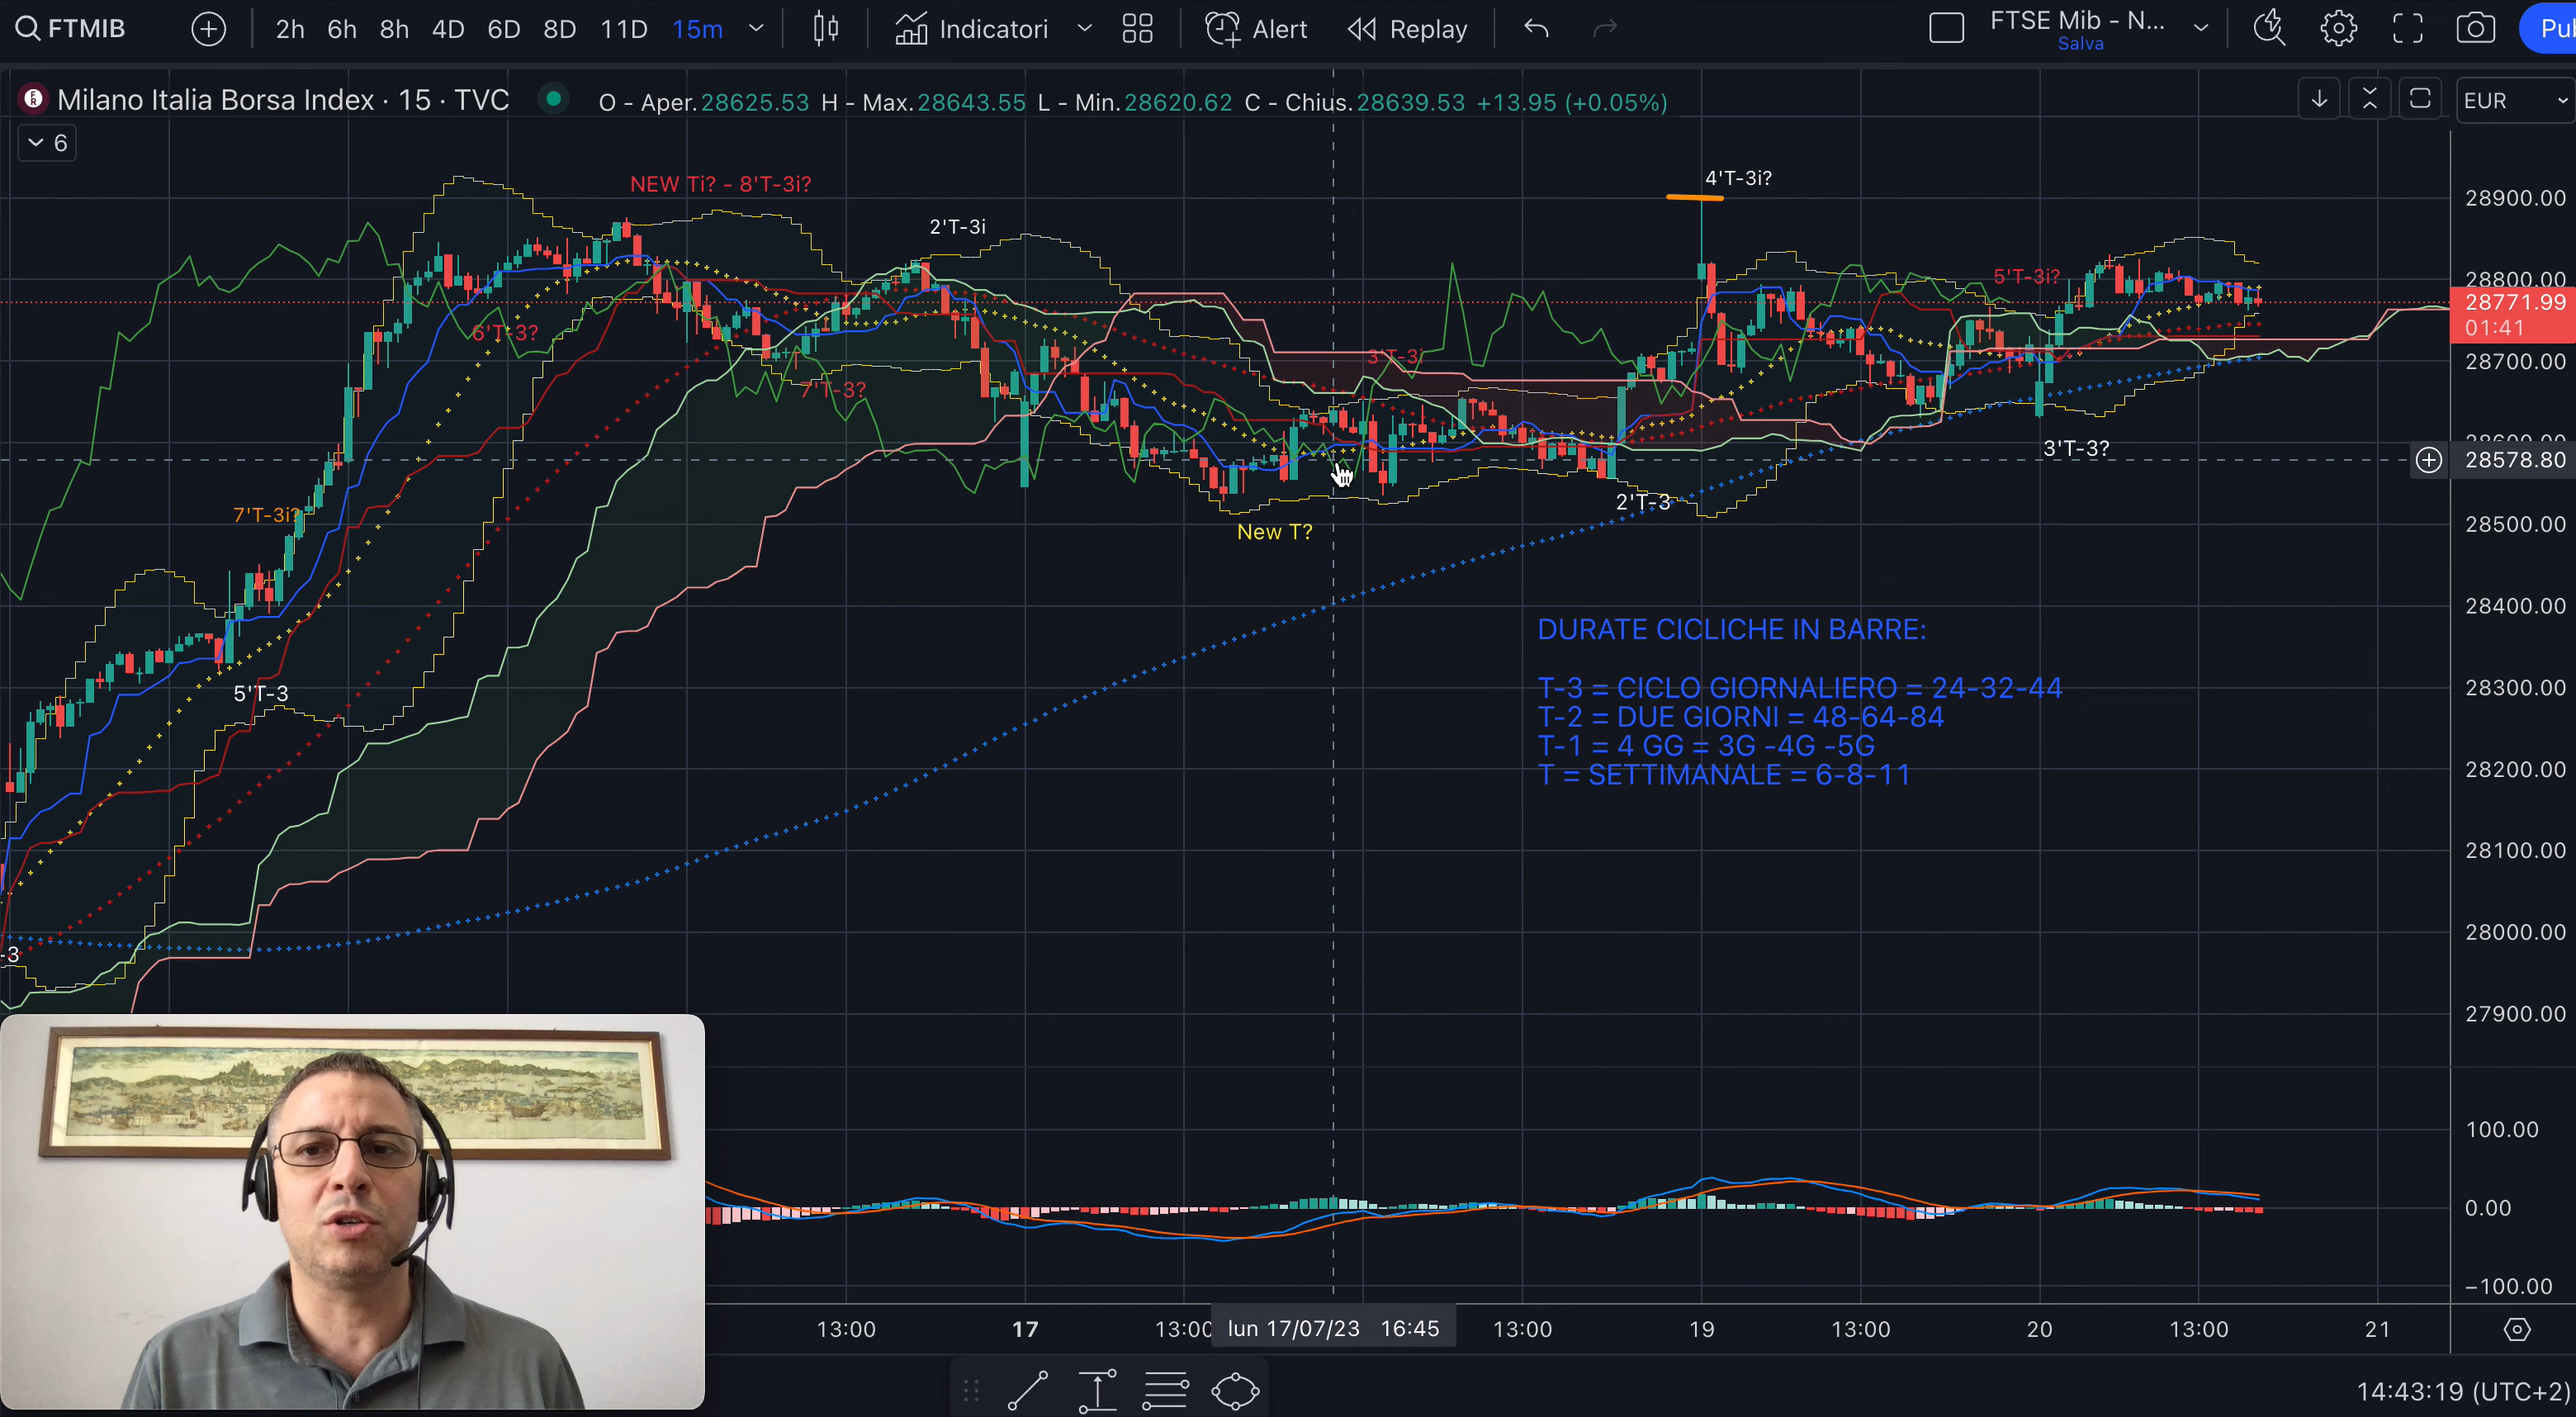 FTMIB
2h 6h 8h 4D 6D 8D 11D 15m
Indicatori
Alert
Replay
FTSE Mib - N...
Salva
Pub
Milano Italia Borsa Index · 15 · TVC
O - Aper.28625.53 H - Max.28643.55 L - Min.28620.62 C - Chius.28639.53 +13.95 (+0.05%)
EUR
6
NEW Ti? - 8'T-3i?
4'T-3i?
2'T-3i
28900.00
5'T-3i?
28800.00
28771.99
01:41
6'T-3?
3'T-3i
28700.00
7'T-3?
28600.00
3'T-3?
28578.80
2'T-3
7'T-3i?
New T?
28500.00
28400.00
DURATE CICLICHE IN BARRE:
T-3 = CICLO GIORNALIERO = 24-32-44
T-2 = DUE GIORNI = 48-64-84
T-1 = 4 GG = 3G -4G -5G
T = SETTIMANALE = 6-8-11
5'T-3
28300.00
28200.00
28100.00
28000.00
-3
27900.00
100.00
0.00
−100.00
13:00 17 13:00 lun 17/07/23 16:45 13:00 19 13:00 20 13:00 21
14:43:19 (UTC+2)